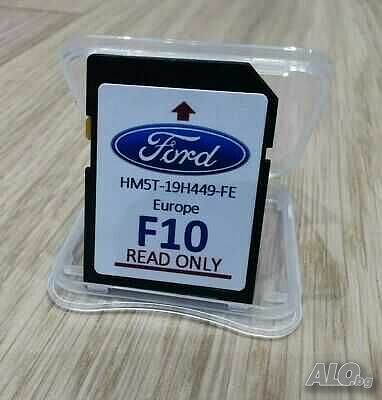 Ford
HM5T-19H449-FE
Europe
F10
READ ONLY
ALO.bg